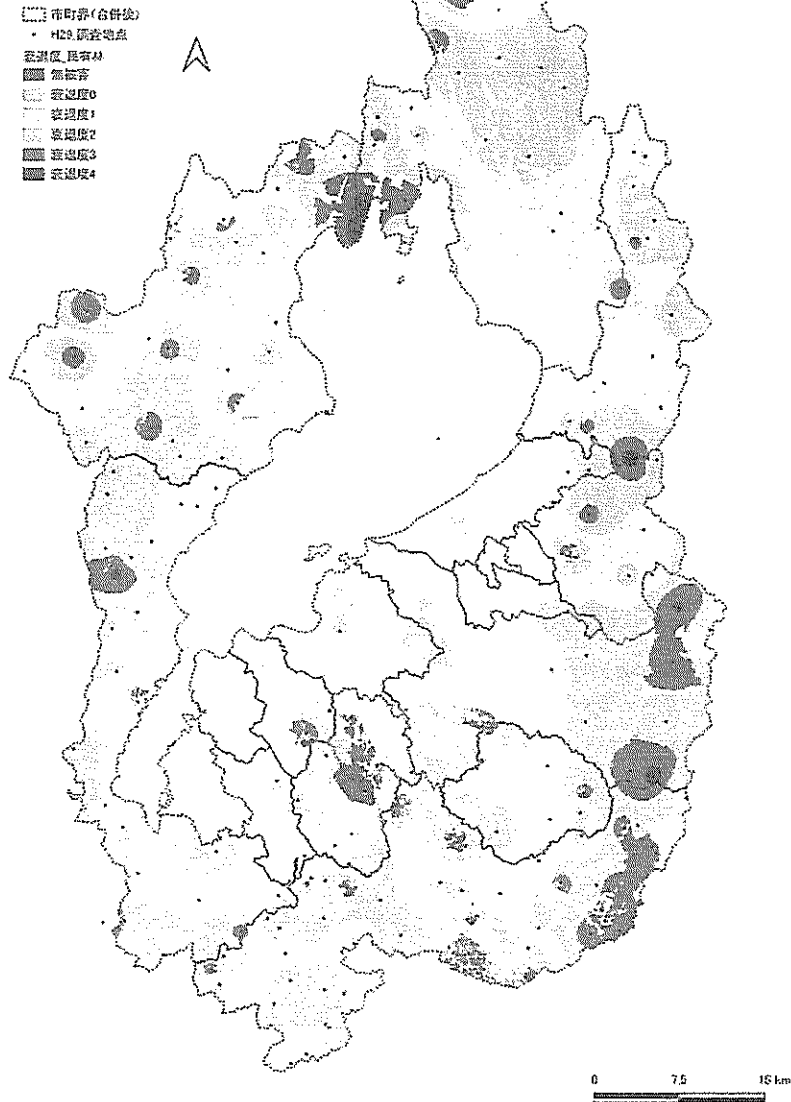 市町界(合併後)
H29_調査地点
衰退度_民有林
無被害
衰退度0
衰退度1
衰退度2
衰退度3
衰退度4
0 7.5 15 km